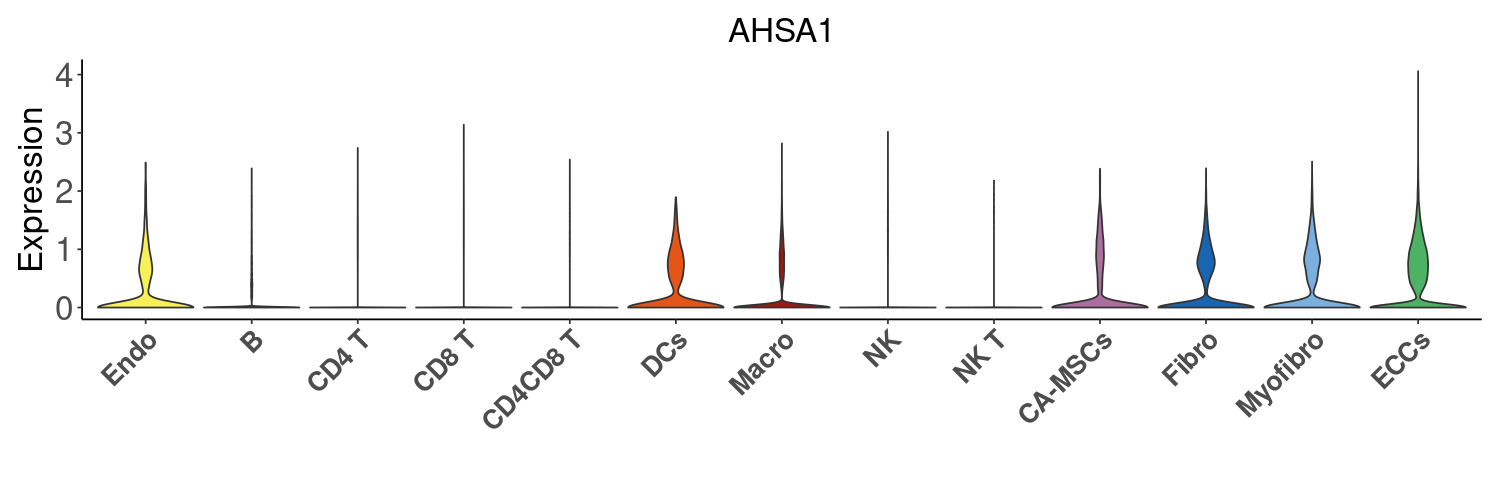 AHSA1
Expression
4
3
2
1
0
Endo
B
CD4 T
CD8 T
CD4CD8 T
DCs
Macro
NK
NK T
CA-MSCs
Fibro
Myofibro
ECCs